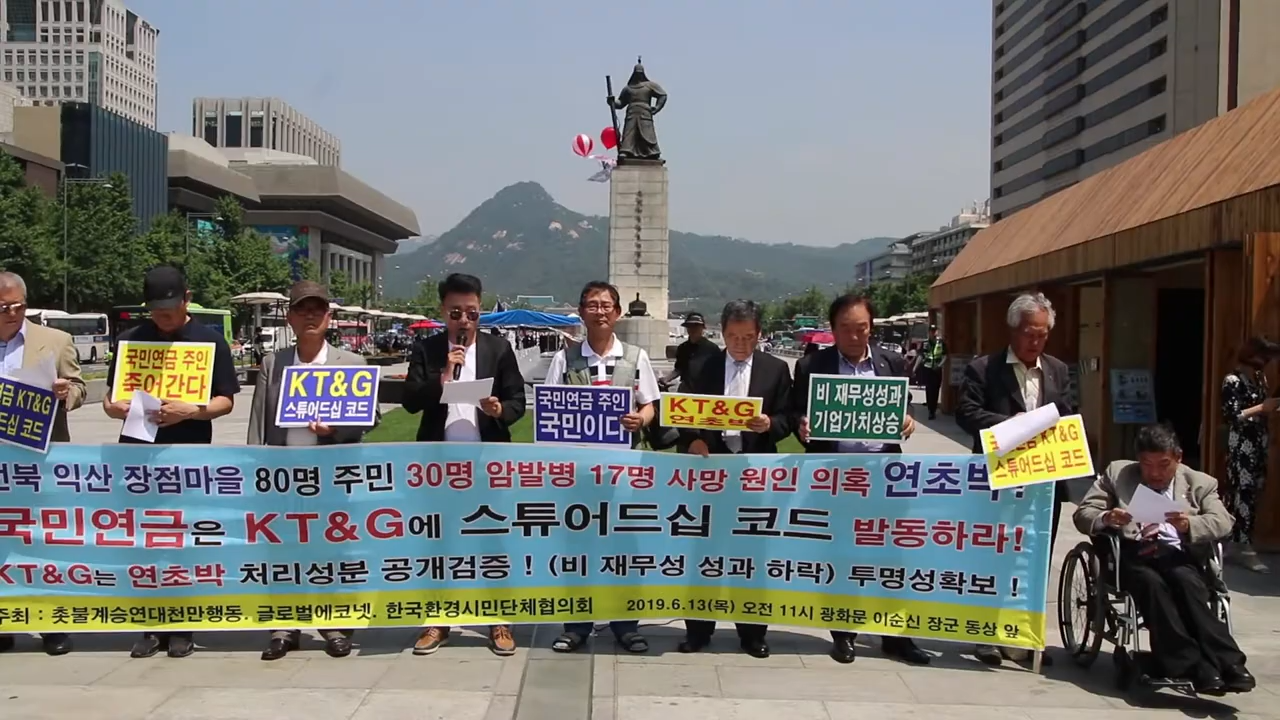 국민연금 주인
주어간다
KT&G
스튜어드십 코드
국민연금 주인
국민이다
KT&G
연초박
비 재무성성과
기업가치상승
KT&G
스튜어드십 코드
KT&G
드십 코드
전북 익산 장점마을 80명 주민 30명 암발병 17명 사망 원인 의혹 연초박!
국민연금은 KT&G에 스튜어드십 코드 발동하라!
KT&G는 연초박 처리성분 공개검증 ! (비 재무성 성과 하락) 투명성확보 !
주최 : 촛불계승연대천만행동. 글로벌에코넷. 한국환경시민단체협의회 2019.6.13(목) 오전 11시 광화문 이순신 장군 동상 앞